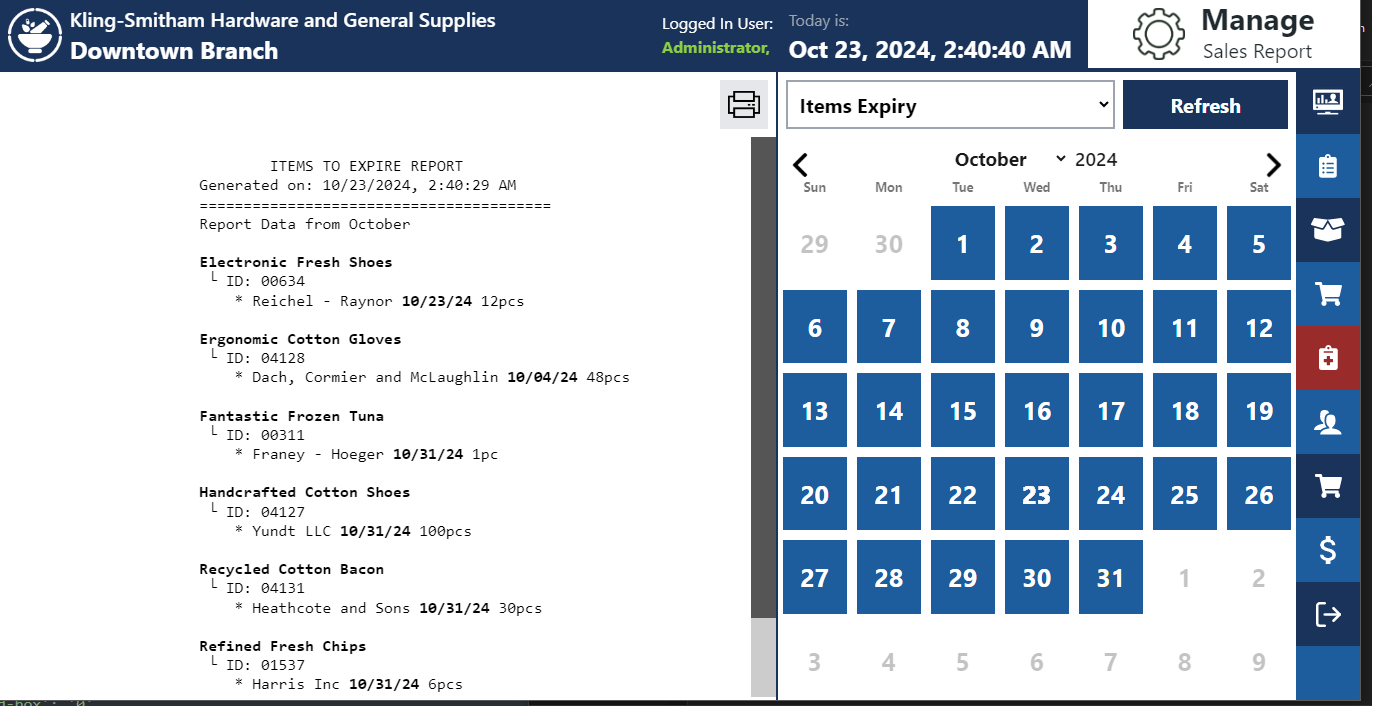 Kling-Smitham Hardware and General Supplies
Downtown Branch
Logged In User:
Administrator,
Today is:
Oct 23, 2024, 2:40:40 AM
Manage
Sales Report
ITEMS TO EXPIRE REPORT
Generated on: 10/23/2024, 2:40:29 AM
========================================
Report Data from October
Electronic Fresh Shoes
└ ID: 00634
* Reichel - Raynor 10/23/24 12pcs
Ergonomic Cotton Gloves
└ ID: 04128
* Dach, Cormier and McLaughlin 10/04/24 48pcs
Fantastic Frozen Tuna
└ ID: 00311
* Franey - Hoeger 10/31/24 1pc
Handcrafted Cotton Shoes
└ ID: 04127
* Yundt LLC 10/31/24 100pcs
Recycled Cotton Bacon
└ ID: 04131
* Heathcote and Sons 10/31/24 30pcs
Refined Fresh Chips
└ ID: 01537
* Harris Inc 10/31/24 6pcs
Items Expiry
Refresh
October 2024
Sun Mon Tue Wed Thu Fri Sat
29 30 1 2 3 4 5
6 7 8 9 10 11 12
13 14 15 16 17 18 19
20 21 22 23 24 25 26
27 28 29 30 31 1 2
3 4 5 6 7 8 9